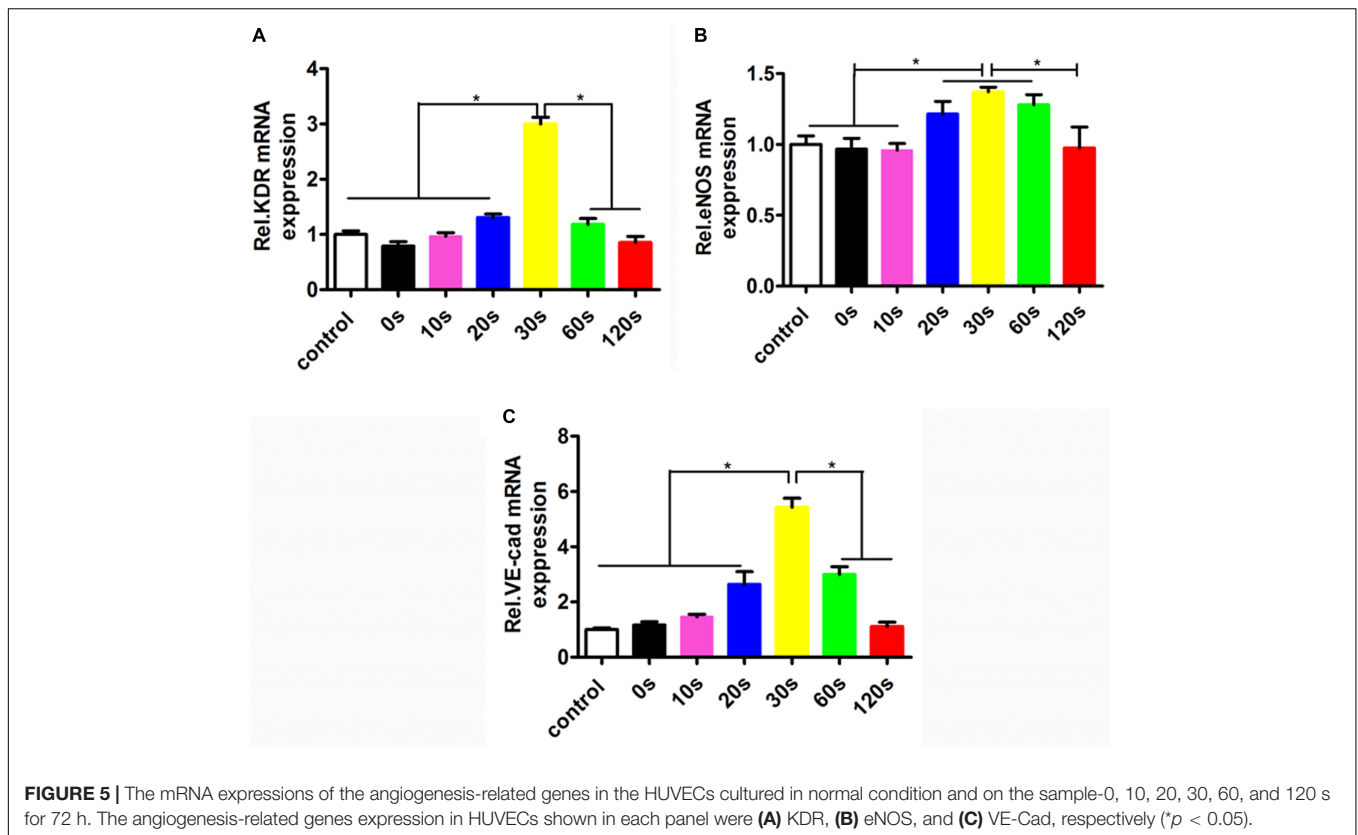 A
Rel.KDR mRNA
exppression
4
3
2
1
0
*
*
control
0s
10s
20s
30s
60s
120s
B
Rel.eNOS mRNA
exppression
1.5
1.0
0.5
0.0
*
*
control
0s
10s
20s
30s
60s
120s
C
Rel.VE-cad mRNA
exppression
8
6
4
2
0
*
*
control
0s
10s
20s
30s
60s
120s
FIGURE 5 | The mRNA expressions of the angiogenesis-related genes in the HUVECs cultured in normal condition and on the sample-0, 10, 20, 30, 60, and 120 s
for 72 h. The angiogenesis-related genes expression in HUVECs shown in each panel were (A) KDR, (B) eNOS, and (C) VE-Cad, respectively (*p < 0.05).